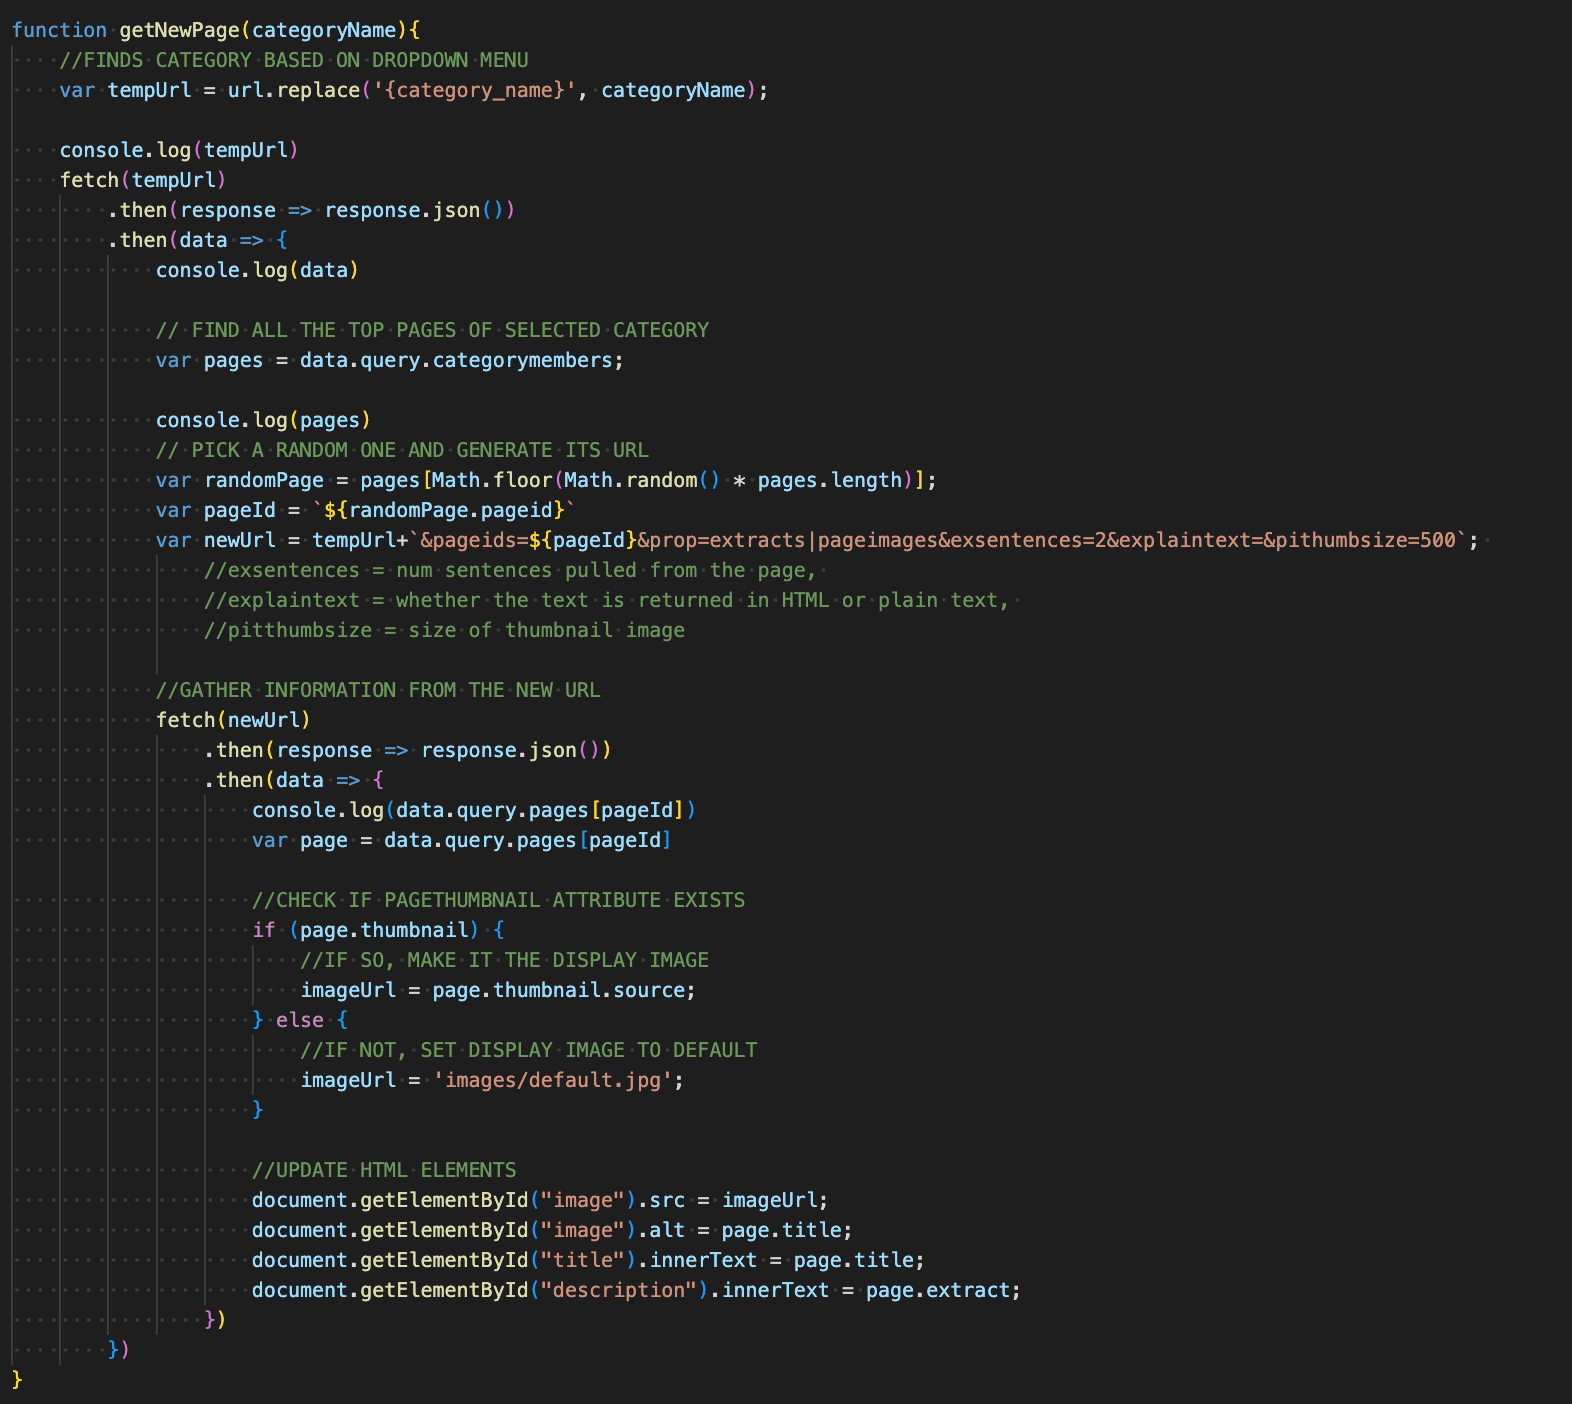 function getNewPage(categoryName){
    //FINDS CATEGORY BASED ON DROPDOWN MENU
    var tempUrl = url.replace('{category_name}', categoryName);

    console.log(tempUrl)
    fetch(tempUrl)
        .then(response => response.json())
        .then(data => {
            console.log(data)

            // FIND ALL THE TOP PAGES OF SELECTED CATEGORY
            var pages = data.query.categorymembers;

            console.log(pages)
            // PICK A RANDOM ONE AND GENERATE ITS URL
            var randomPage = pages[Math.floor(Math.random() * pages.length)];
            var pageId = `${randomPage.pageid}`
            var newUrl = tempUrl+`&pageids=${pageId}&prop=extracts|pageimages&exsentences=2&explaintext=&pithumbsize=500`;
                //exsentences = num sentences pulled from the page,
                //explaintext = whether the text is returned in HTML or plain text,
                //pitthumbsize = size of thumbnail image

            //GATHER INFORMATION FROM THE NEW URL
            fetch(newUrl)
                .then(response => response.json())
                .then(data => {
                    console.log(data.query.pages[pageId])
                    var page = data.query.pages[pageId]

                    //CHECK IF PAGETHUMBNAIL ATTRIBUTE EXISTS
                    if (page.thumbnail) {
                        //IF SO, MAKE IT THE DISPLAY IMAGE
                        imageUrl = page.thumbnail.source;
                    } else {
                        //IF NOT, SET DISPLAY IMAGE TO DEFAULT
                        imageUrl = 'images/default.jpg';
                    }

                    //UPDATE HTML ELEMENTS
                    document.getElementById("image").src = imageUrl;
                    document.getElementById("image").alt = page.title;
                    document.getElementById("title").innerText = page.title;
                    document.getElementById("description").innerText = page.extract;
                })
        })
}